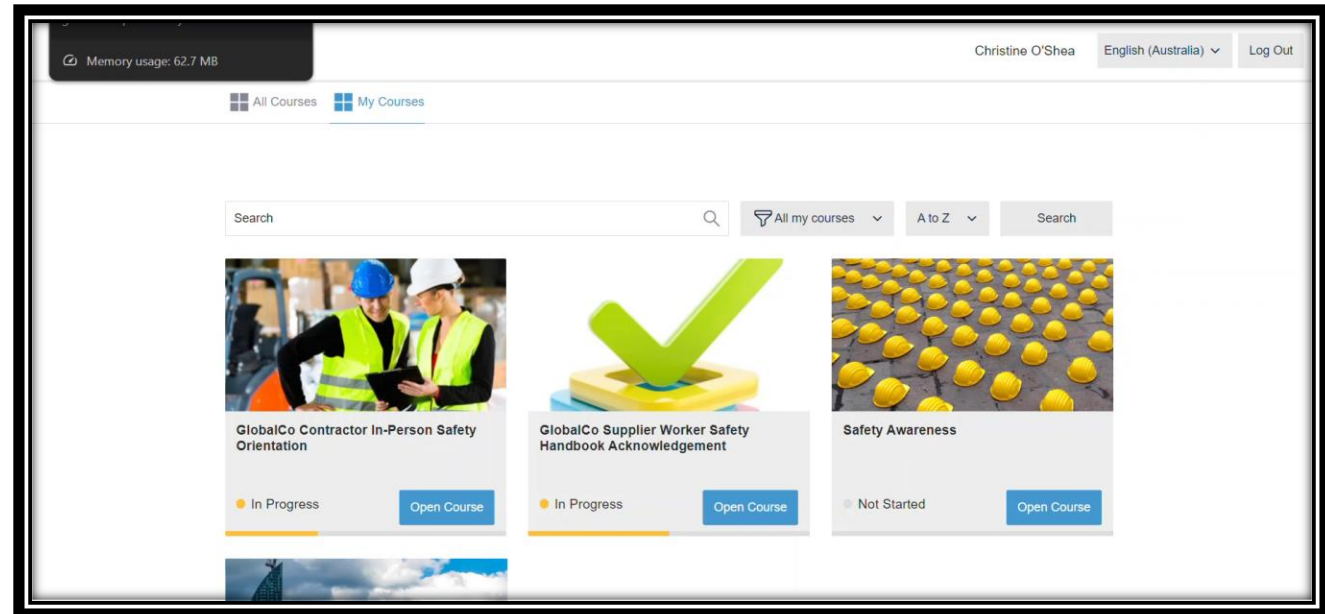 Memory usage: 62.7 MB
Christine O'Shea
English (Australia)
Log Out
All Courses
My Courses
Search
All my courses
A to Z
Search
GlobalCo Contractor In-Person Safety
Orientation
In Progress
Open Course
GlobalCo Supplier Worker Safety
Handbook Acknowledgement
In Progress
Open Course
Safety Awareness
Not Started
Open Course